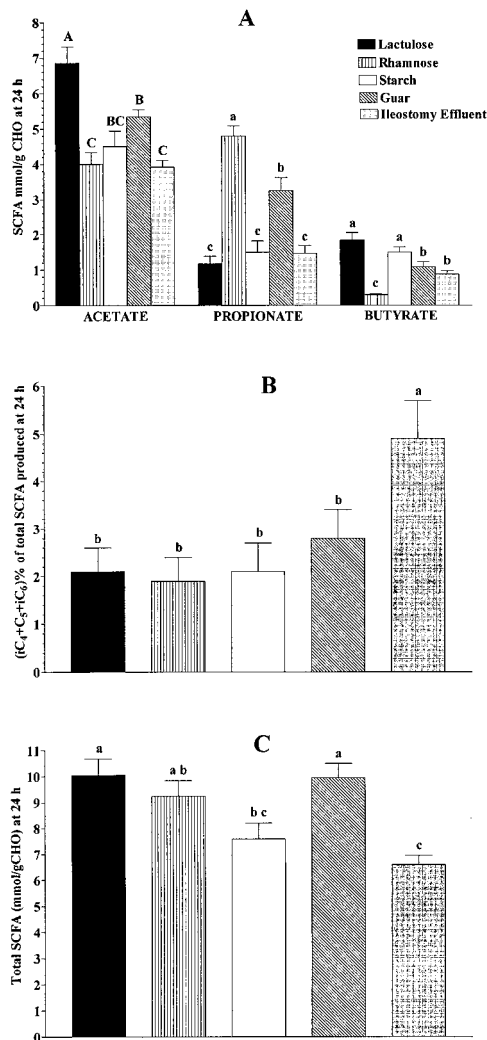 A
SCFA mmol/g CHO at 24 h
8
7
6
5
4
3
2
1
0
Lactulose
Rhamnose
Starch
Guar
Ileostomy Effluent
A
C
BC
B
C
c
a
c
b
c
a
c
a
b
b
ACETATE PROPIONATE BUTYRATE
B
(iC4+C5+iC6)% of total SCFA produced at 24 h
6
5
4
3
2
1
0
b
b
b
b
a
C
Total SCFA (mmol/gCHO) at 24 h
11
10
9
8
7
6
5
4
3
2
1
0
a
a b
b c
a
c